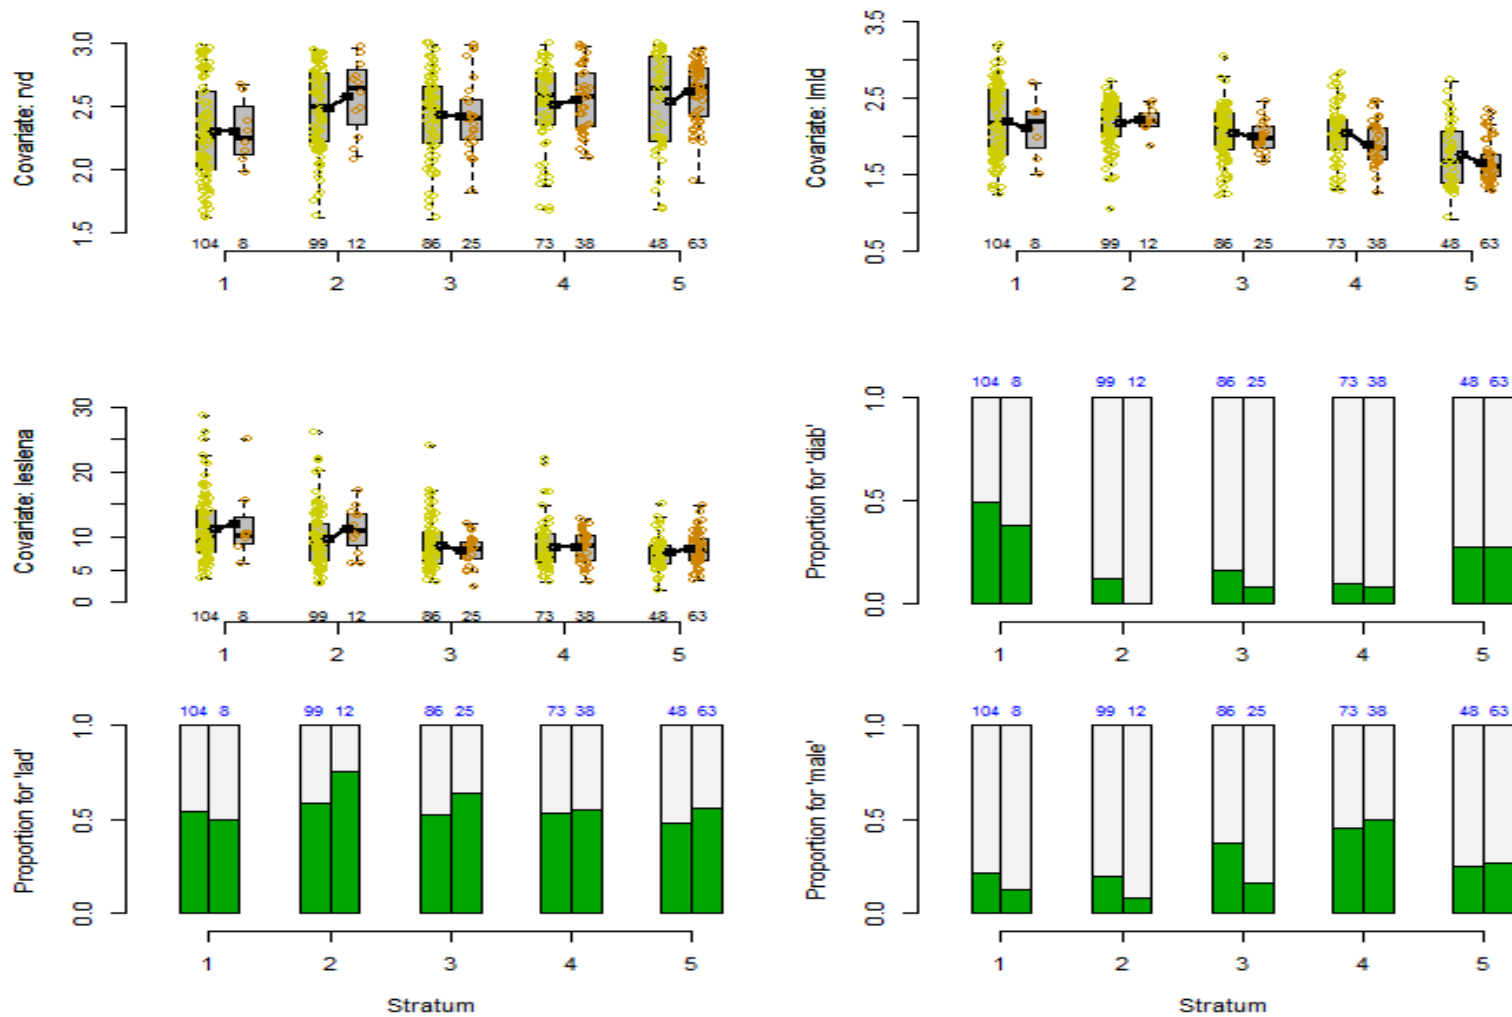 Covariate: rvd
3.0
2.5
2.0
1.5
104 8 99 12 86 25 73 38 48 63
1 2 3 4 5
Covariate: lmld
3.5
2.5
1.5
0.5
104 8 99 12 86 25 73 38 48 63
1 2 3 4 5
Covariate: leslena
30
20
10
5
0
104 8 99 12 86 25 73 38 48 63
1 2 3 4 5
Proportion for 'diab'
104 8 99 12 86 25 73 38 48 63
1.0
0.5
0.0
1 2 3 4 5
Proportion for 'lad'
104 8 99 12 86 25 73 38 48 63
1.0
0.5
0.0
1 2 3 4 5
Stratum
Proportion for 'male'
104 8 99 12 86 25 73 38 48 63
1.0
0.5
0.0
1 2 3 4 5
Stratum